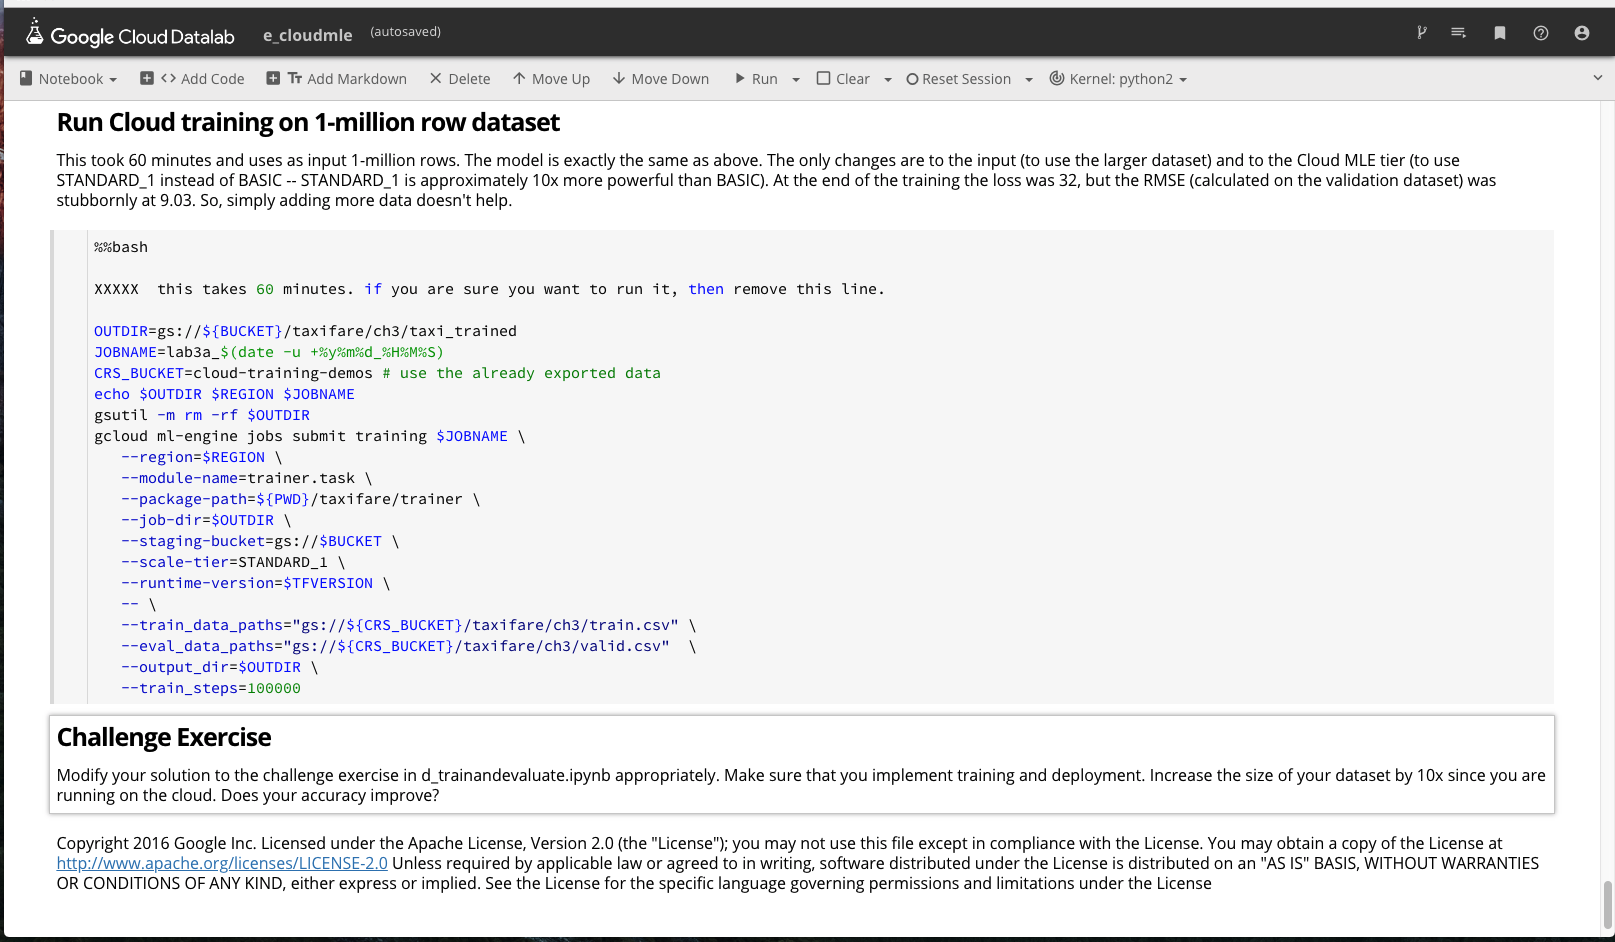 Google Cloud Datalab e_cloudmle (autosaved)
Notebook <> Add Code Tr Add Markdown Delete Move Up Move Down Run Clear Reset Session Kernel: python2
Run Cloud training on 1-million row dataset
This took 60 minutes and uses as input 1-million rows. The model is exactly the same as above. The only changes are to the input (to use the larger dataset) and to the Cloud MLE tier (to use
STANDARD_1 instead of BASIC -- STANDARD_1 is approximately 10x more powerful than BASIC). At the end of the training the loss was 32, but the RMSE (calculated on the validation dataset) was
stubbornly at 9.03. So, simply adding more data doesn't help.
%%bash
XXXXX  this takes 60 minutes. if you are sure you want to run it, then remove this line.
OUTDIR=gs://${BUCKET}/taxifare/ch3/taxi_trained
JOBNAME=lab3a_$(date -u +%y%m%d_%H%M%S)
CRS_BUCKET=cloud-training-demos # use the already exported data
echo $OUTDIR $REGION $JOBNAME
gsutil -m rm -rf $OUTDIR
gcloud ml-engine jobs submit training $JOBNAME \
--region=$REGION \
--module-name=trainer.task \
--package-path=${PWD}/taxifare/trainer \
--job-dir=$OUTDIR \
--staging-bucket=gs://$BUCKET \
--scale-tier=STANDARD_1 \
--runtime-version=$TFVERSION \
-- \
--train_data_paths="gs://${CRS_BUCKET}/taxifare/ch3/train.csv" \
--eval_data_paths="gs://${CRS_BUCKET}/taxifare/ch3/valid.csv"  \
--output_dir=$OUTDIR \
--train_steps=100000
Challenge Exercise
Modify your solution to the challenge exercise in d_trainandevaluate.ipynb appropriately. Make sure that you implement training and deployment. Increase the size of your dataset by 10x since you are
running on the cloud. Does your accuracy improve?
Copyright 2016 Google Inc. Licensed under the Apache License, Version 2.0 (the "License"); you may not use this file except in compliance with the License. You may obtain a copy of the License at
http://www.apache.org/licenses/LICENSE-2.0 Unless required by applicable law or agreed to in writing, software distributed under the License is distributed on an "AS IS" BASIS, WITHOUT WARRANTIES
OR CONDITIONS OF ANY KIND, either express or implied. See the License for the specific language governing permissions and limitations under the License